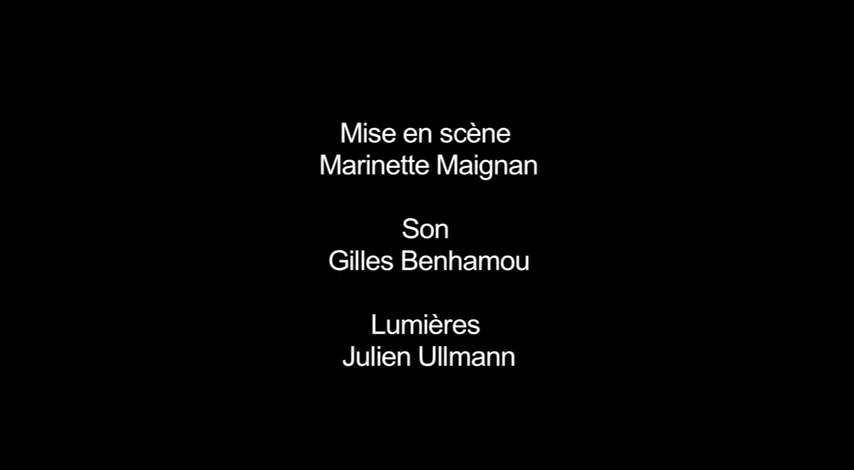 Mise en scène
Marinette Maignan
Son
Gilles Benhamou
Lumières
Julien Ullmann